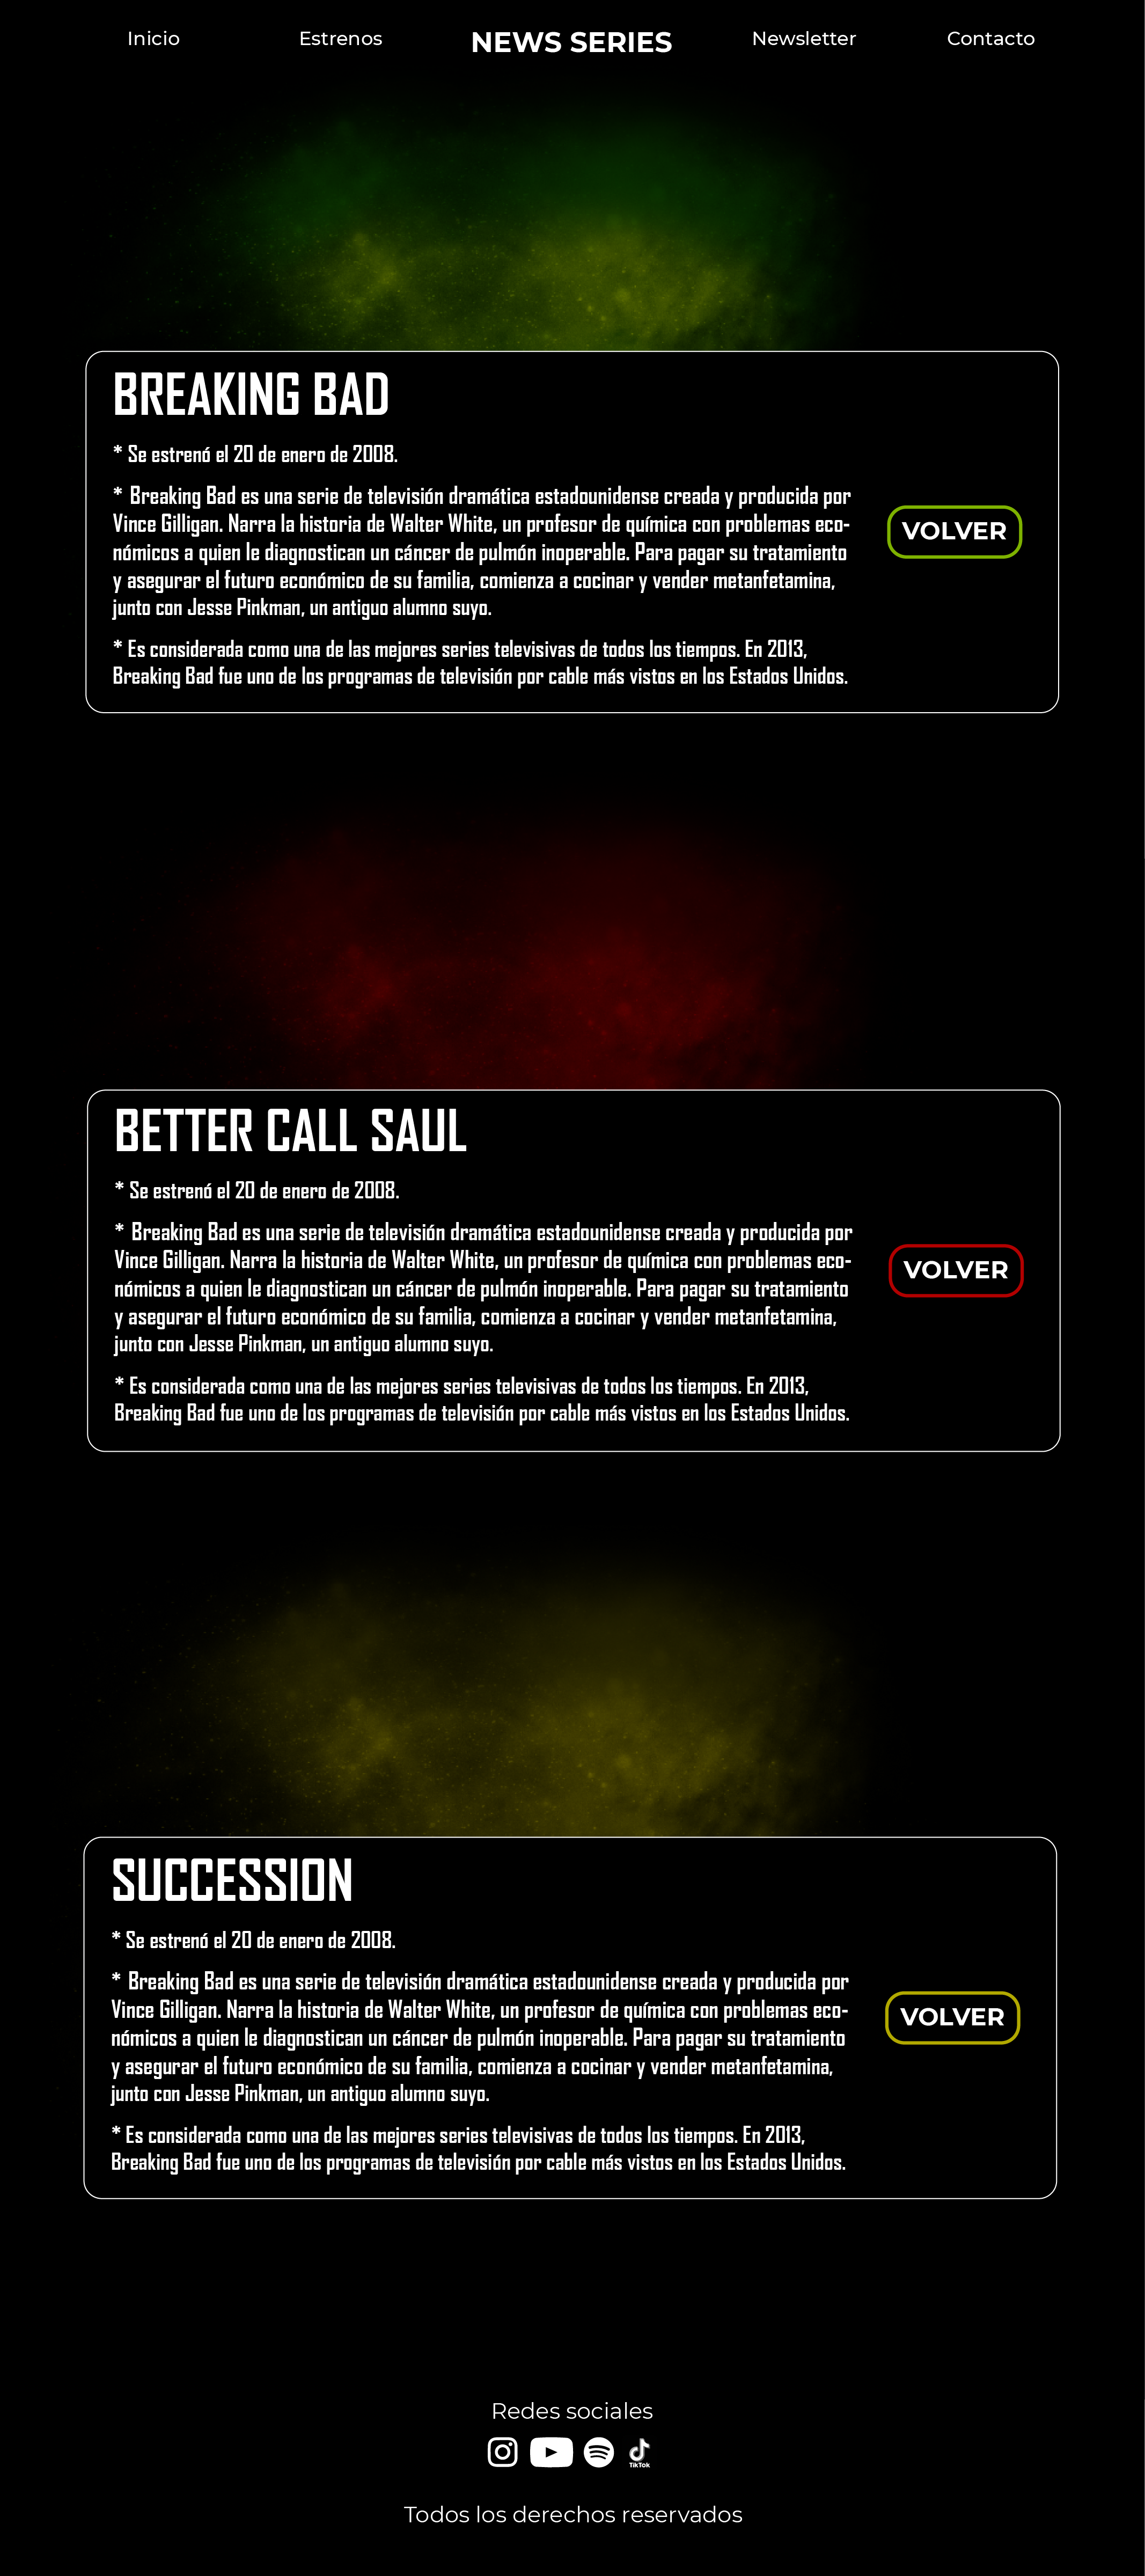 Inicio Estrenos NEWS SERIES Newsletter Contacto
BREAKING BAD
* Se estrenó el 20 de enero de 2008.
* Breaking Bad es una serie de televisión dramática estadounidense creada y producida por
Vince Gilligan. Narra la historia de Walter White, un profesor de química con problemas eco-
nómicos a quien le diagnostican un cáncer de pulmón inoperable. Para pagar su tratamiento
y asegurar el futuro económico de su familia, comienza a cocinar y vender metanfetamina,
junto con Jesse Pinkman, un antiguo alumno suyo.
* Es considerada como una de las mejores series televisivas de todos los tiempos. En 2013,
Breaking Bad fue uno de los programas de televisión por cable más vistos en los Estados Unidos.
VOLVER
BETTER CALL SAUL
* Se estrenó el 20 de enero de 2008.
* Breaking Bad es una serie de televisión dramática estadounidense creada y producida por
Vince Gilligan. Narra la historia de Walter White, un profesor de química con problemas eco-
nómicos a quien le diagnostican un cáncer de pulmón inoperable. Para pagar su tratamiento
y asegurar el futuro económico de su familia, comienza a cocinar y vender metanfetamina,
junto con Jesse Pinkman, un antiguo alumno suyo.
* Es considerada como una de las mejores series televisivas de todos los tiempos. En 2013,
Breaking Bad fue uno de los programas de televisión por cable más vistos en los Estados Unidos.
VOLVER
SUCCESSION
* Se estrenó el 20 de enero de 2008.
* Breaking Bad es una serie de televisión dramática estadounidense creada y producida por
Vince Gilligan. Narra la historia de Walter White, un profesor de química con problemas eco-
nómicos a quien le diagnostican un cáncer de pulmón inoperable. Para pagar su tratamiento
y asegurar el futuro económico de su familia, comienza a cocinar y vender metanfetamina,
junto con Jesse Pinkman, un antiguo alumno suyo.
* Es considerada como una de las mejores series televisivas de todos los tiempos. En 2013,
Breaking Bad fue uno de los programas de televisión por cable más vistos en los Estados Unidos.
VOLVER
Redes sociales
TikTok
Todos los derechos reservados